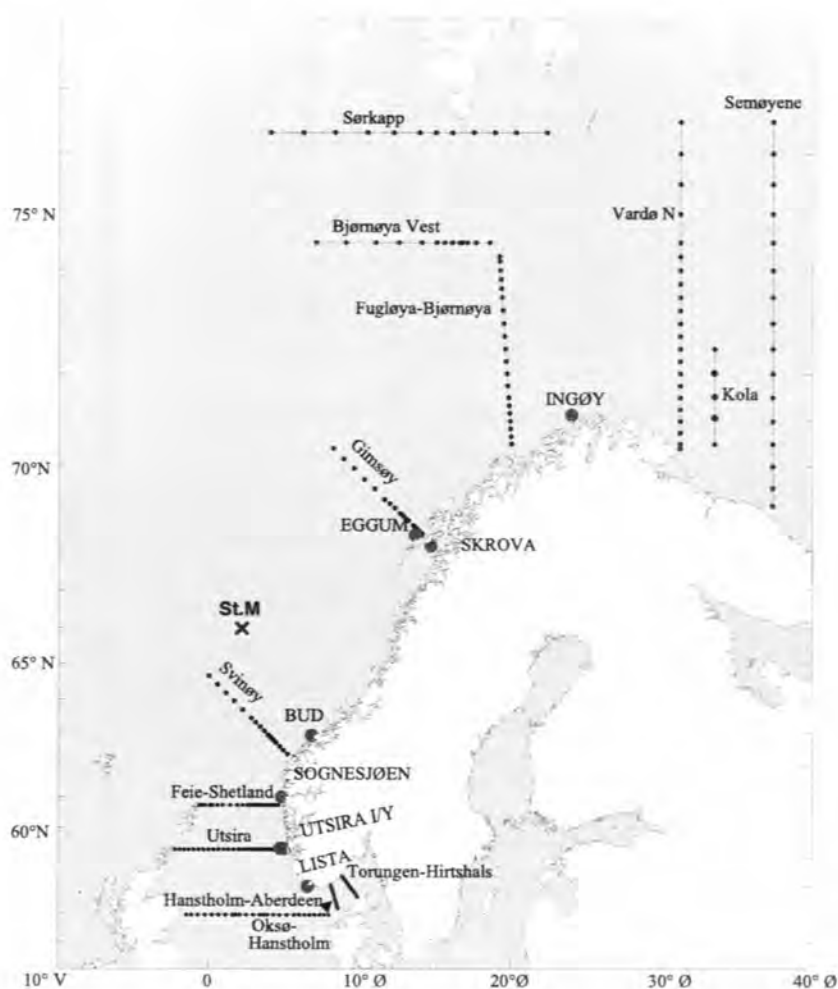 Semøyene
Sørkapp
75° N
Vardø N
Bjørnøya Vest
Fugløya-Bjørnøya
INGØY
Kola
70° N
Gimsøy
EGGUM
SKROVA
St.M
65° N
Svinøy
BUD
SOGNESJØEN
Feie-Shetland
60°N
Utsira
UTSIRA I/Y
LISTA
Torungen-Hirtshals
Hanstholm-Aberdeen
Oksø-
Hanstholm
10° V
0
10° Ø
20° Ø
30° Ø
40° Ø